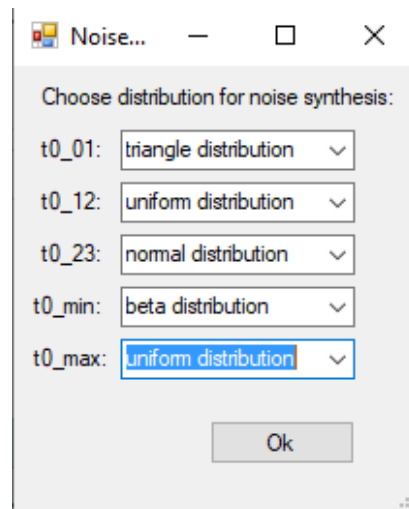 Noise...
Choose distribution for noise synthesis:
t0_01: triangle distribution
t0_12: uniform distribution
t0_23: normal distribution
t0_min: beta distribution
t0_max: uniform distribution
Ok